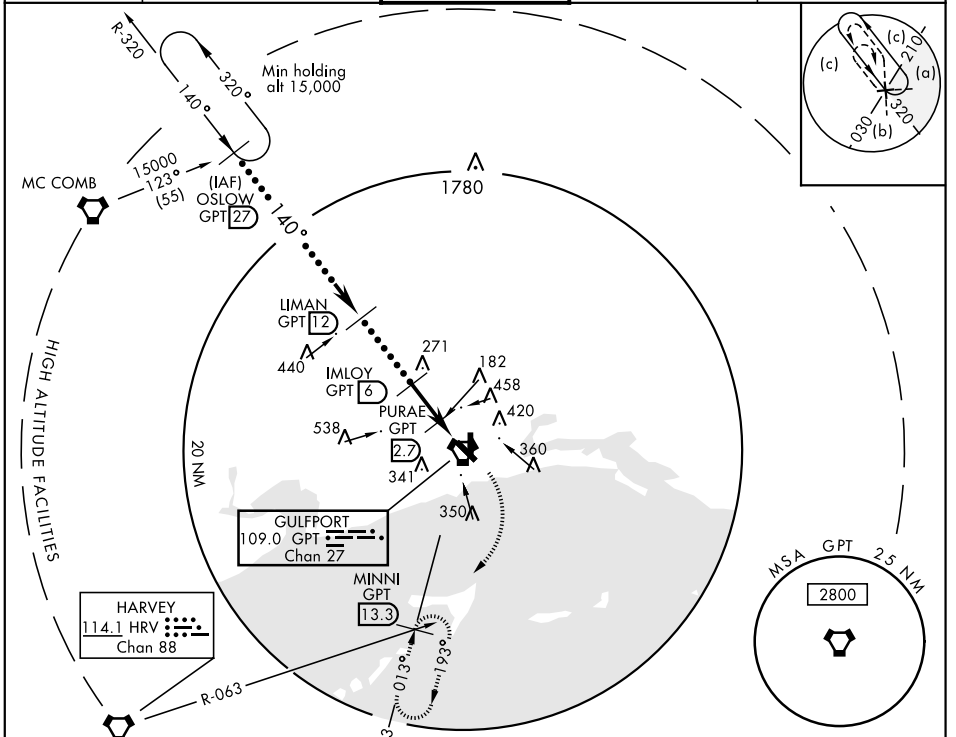 R-320
320°
140°
Min holding
alt 15,000
(c)
(c)
210
(a)
(b)
030
320
15000
123°
(55)
MC COMB
(IAF)
OSLOW
GPT 27
140°
1780
LIMAN
GPT 12
440
271
182
IMLOY
GPT 6
458
PURAE
GPT
2.7
420
538
360
341
20 NM
HIGH ALTITUDE FACILITIES
350
GULFPORT
109.0 GPT
Chan 27
MINNI
GPT
13.3
MSA GPT 25 NM
2800
HARVEY
114.1 HRV
Chan 88
R-063
013°
193°
3